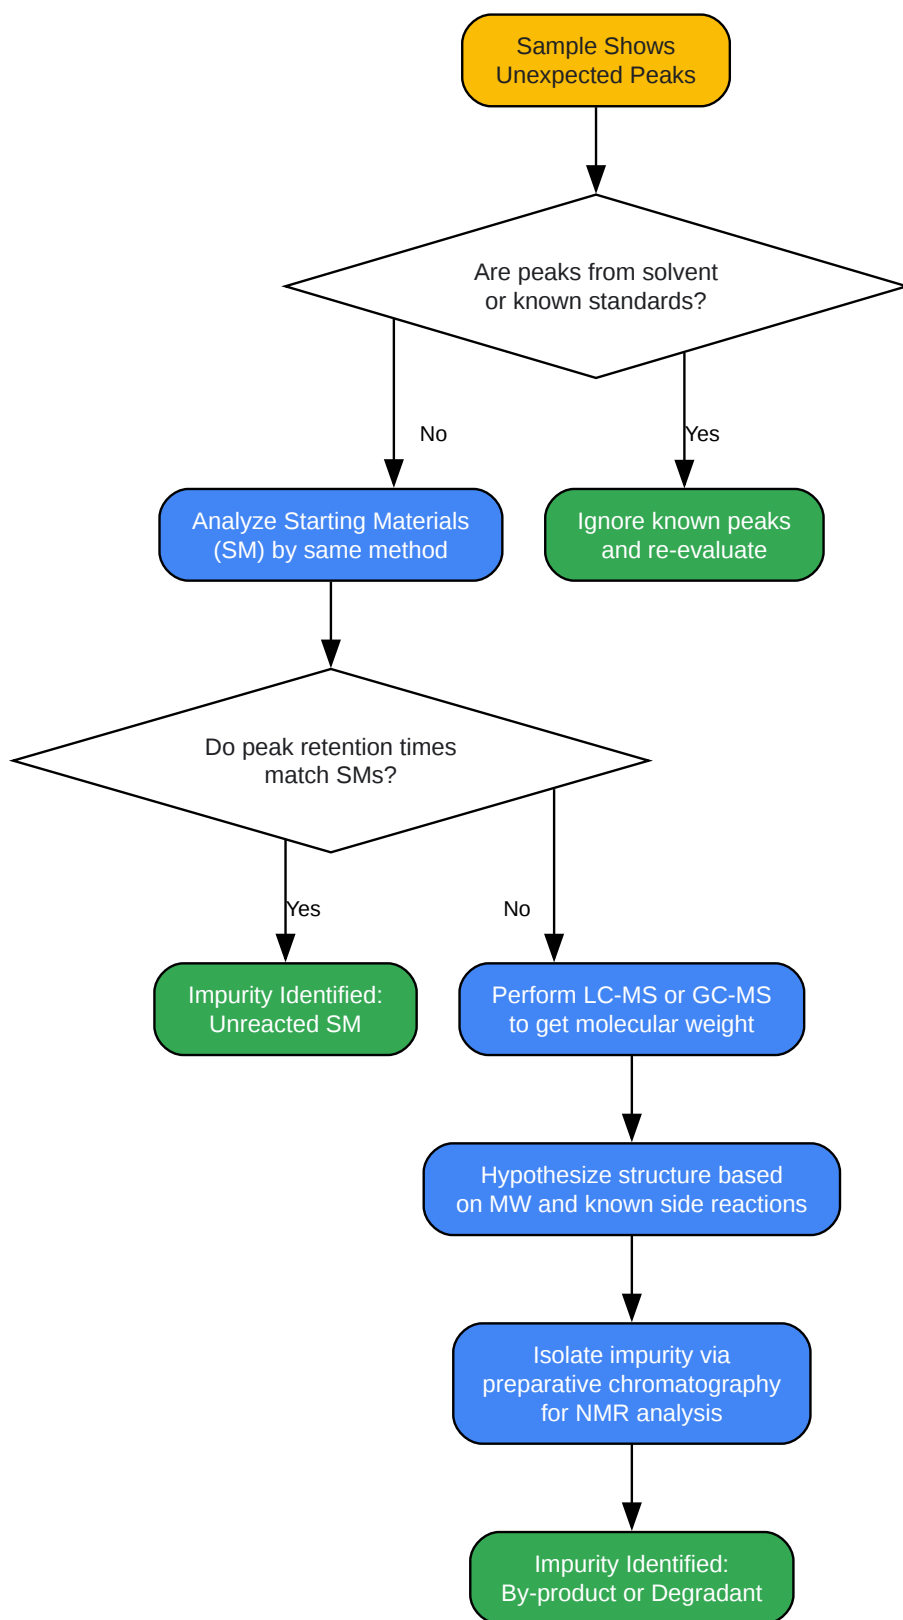 Sample Shows
Unexpected Peaks
Are peaks from solvent
or known standards?
No
Yes
Analyze Starting Materials
(SM) by same method
Ignore known peaks
and re-evaluate
Do peak retention times
match SMs?
Yes
No
Impurity Identified:
Unreacted SM
Perform LC-MS or GC-MS
to get molecular weight
Hypothesize structure based
on MW and known side reactions
Isolate impurity via
preparative chromatography
for NMR analysis
Impurity Identified:
By-product or Degradant